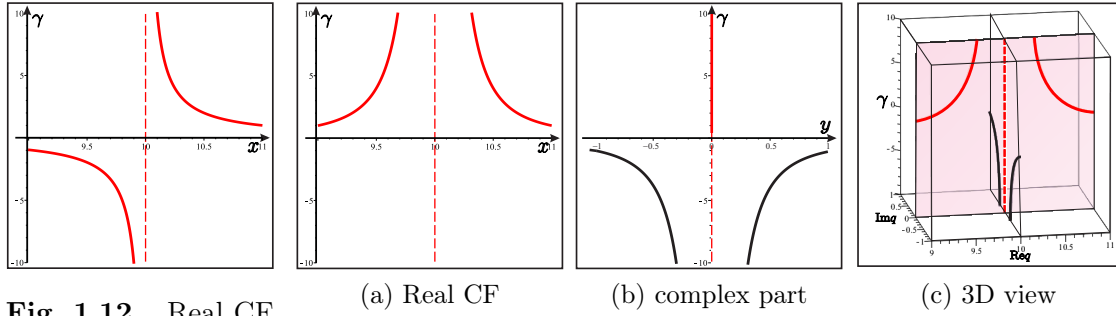 10 γ 5 9.5 10 10.5 x 11 -5 -10
10 γ 5 9.5 10 10.5 x 11 -5 -10
10 γ 5 -1 -0.5 0.5 y 1 -5 -10
10 5 γ 0 -5 1 0.5 0 -0.5 -1 Imq 9 9.5 10 10.5 11 Req
(a) Real CF
(b) complex part
(c) 3D view
Fig. 1.12 Real CF